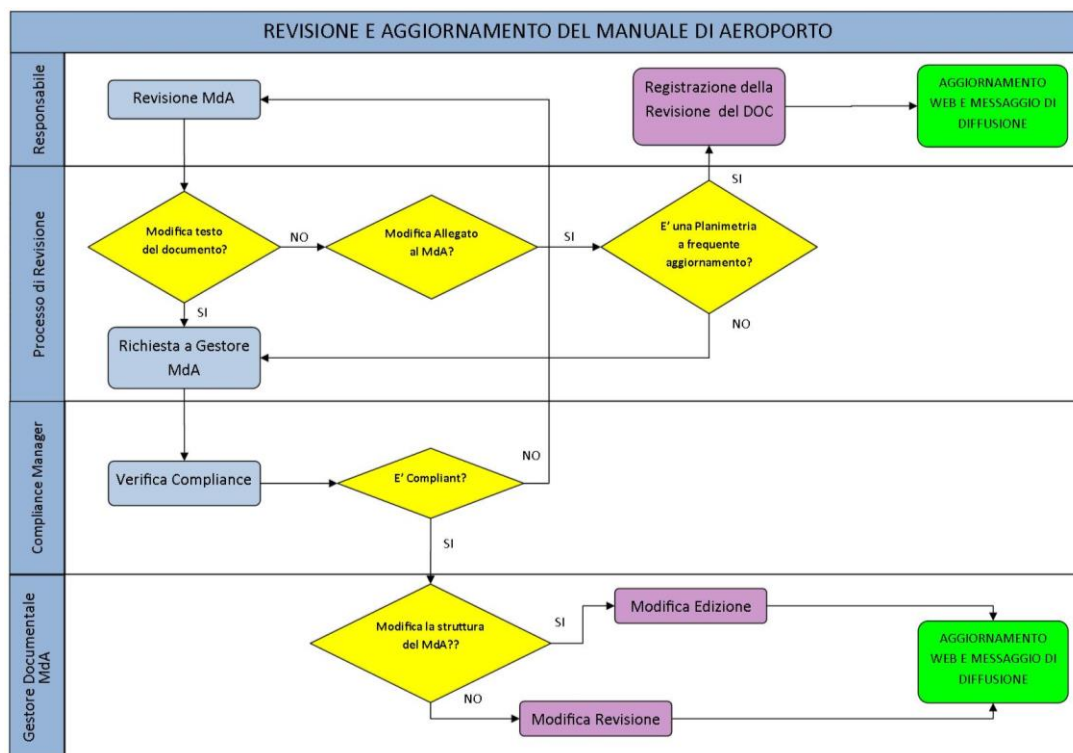 REVISIONE E AGGIORNAMENTO DEL MANUALE DI AEROPORTO
Responsabile
Revisione MdA
Registrazione della
Revisione del DOC
AGGIORNAMENTO
WEB E MESSAGGIO DI
DIFFUSIONE
Processo di Revisione
SI
Modifica testo
del documento?
NO
Modifica Allegato
al MdA?
SI
E' una Planimetria
a frequente
aggiornamento?
SI
NO
Richiesta a Gestore
MdA
Compliance Manager
Verifica Compliance
E' Compliant?
NO
SI
Gestore Documentale
MdA
Modifica la struttura
del MdA??
SI
Modifica Edizione
AGGIORNAMENTO
WEB E MESSAGGIO DI
DIFFUSIONE
NO
Modifica Revisione